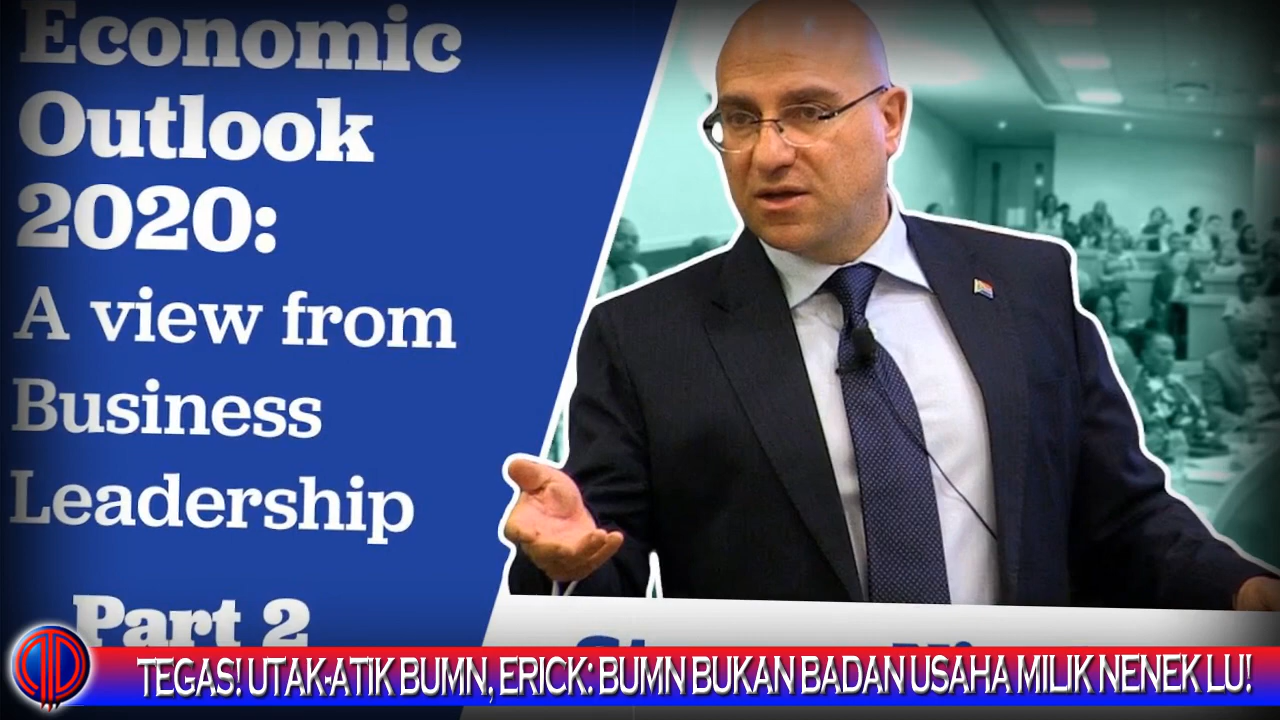 Economic
Outlook
2020:
A view from
Business
Leadership
Part 2
TEGAS! UTAK-ATIK BUMN, ERICK: BUMN BUKAN BADAN USAHA MILIK NENEK LU!